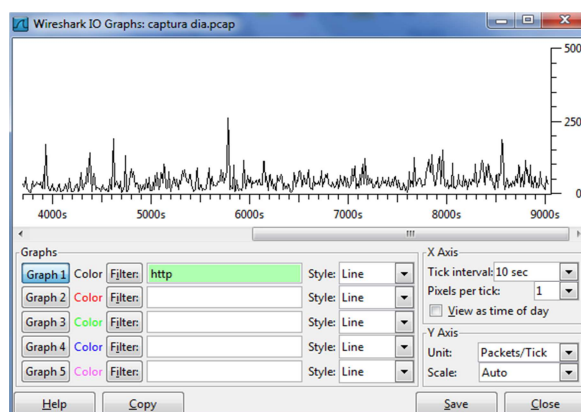 Wireshark IO Graphs: captura dia.pcap
500
250
0
4000s 5000s 6000s 7000s 8000s 9000s
Graphs
Graph 1 Color Filter: http Style: Line
Graph 2 Color Filter: Style: Line
Graph 3 Color Filter: Style: Line
Graph 4 Color Filter: Style: Line
Graph 5 Color Filter: Style: Line
X Axis
Tick interval: 10 sec
Pixels per tick: 1
View as time of day
Y Axis
Unit: Packets/Tick
Scale: Auto
Help Copy Save Close